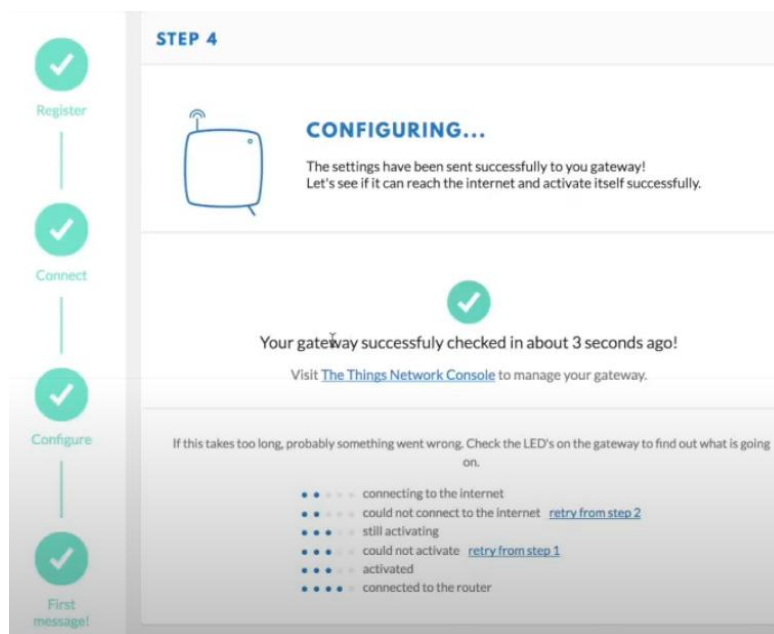 Register
Connect
Configure
First
message!
STEP 4
CONFIGURING...
The settings have been sent successfully to you gateway!
Let's see if it can reach the internet and activate itself successfully.
Your gateway successfuly checked in about 3 seconds ago!
Visit The Things Network Console to manage your gateway.
If this takes too long, probably something went wrong. Check the LED's on the gateway to find out what is going
on.
connecting to the internet
could not connect to the internet retry from step 2
still activating
could not activate retry from step 1
activated
connected to the router